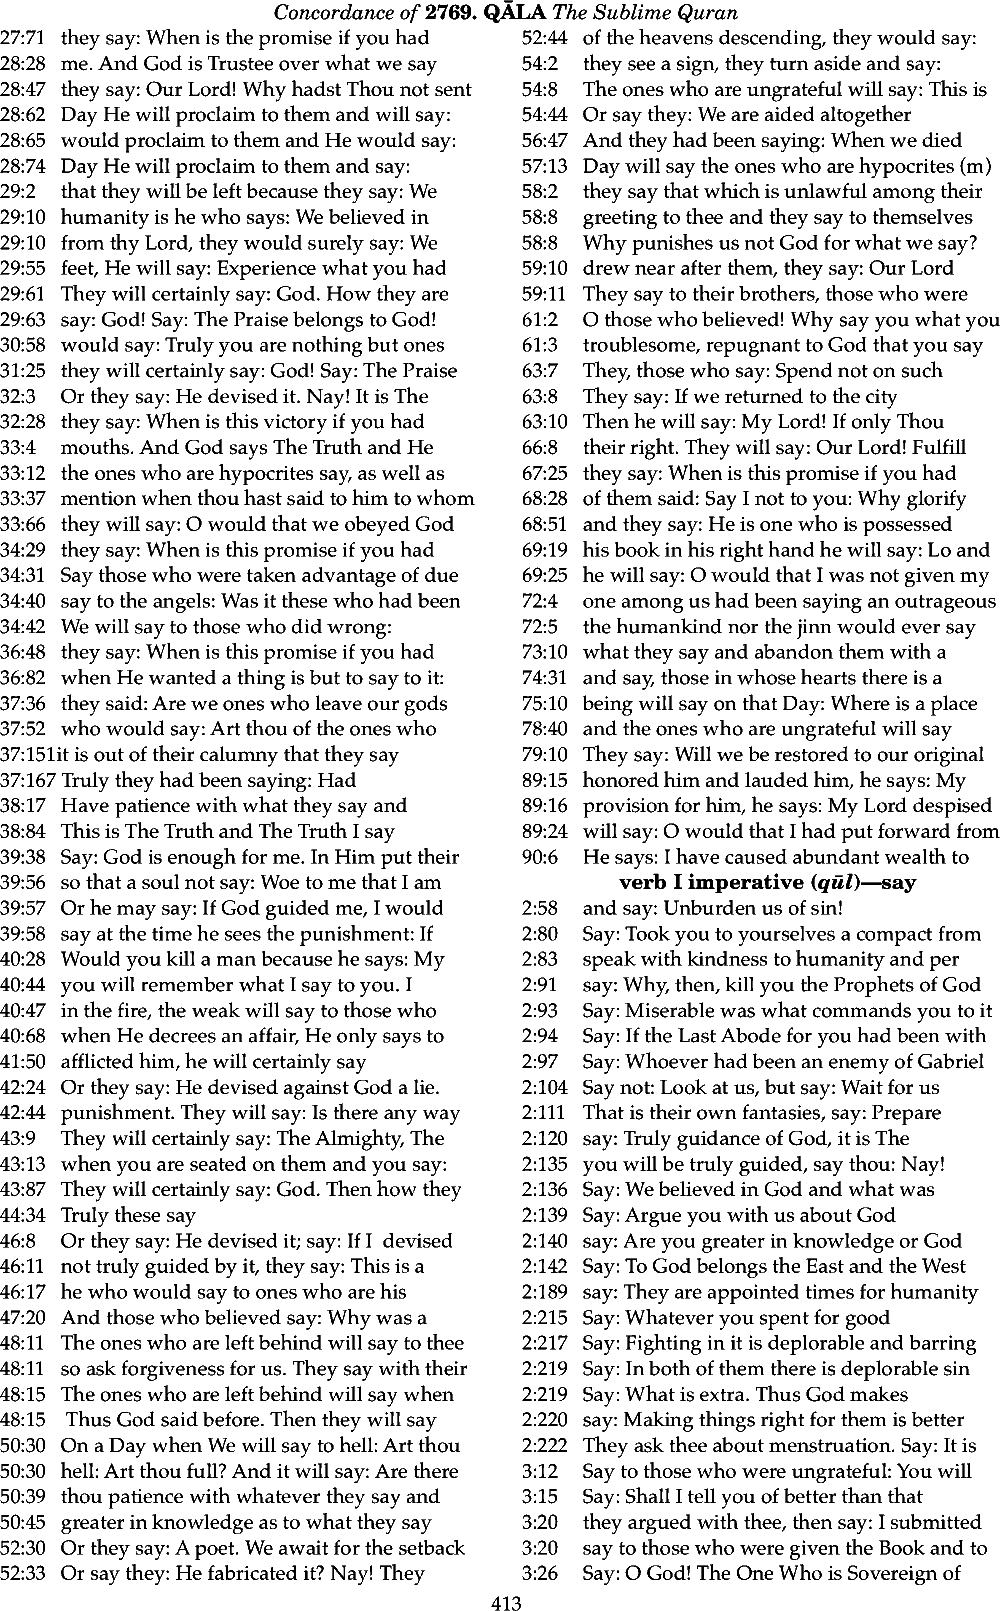 Concordance of 2769. QĀLA The Sublime Quran
27:71 they say: When is the promise if you had
28:28 me. And God is Trustee over what we say
28:47 they say: Our Lord! Why hadst Thou not sent
28:62 Day He will proclaim to them and will say:
28:65 would proclaim to them and He would say:
28:74 Day He will proclaim to them and say:
29:2 that they will be left because they say: We
29:10 humanity is he who says: We believed in
29:10 from thy Lord, they would surely say: We
29:55 feet, He will say: Experience what you had
29:61 They will certainly say: God. How they are
29:63 say: God! Say: The Praise belongs to God!
30:58 would say: Truly you are nothing but ones
31:25 they will certainly say: God! Say: The Praise
32:3 Or they say: He devised it. Nay! It is The
32:28 they say: When is this victory if you had
33:4 mouths. And God says The Truth and He
33:12 the ones who are hypocrites say, as well as
33:37 mention when thou hast said to him to whom
33:66 they will say: O would that we obeyed God
34:29 they say: When is this promise if you had
34:31 Say those who were taken advantage of due
34:40 say to the angels: Was it these who had been
34:42 We will say to those who did wrong:
36:48 they say: When is this promise if you had
36:82 when He wanted a thing is but to say to it:
37:36 they said: Are we ones who leave our gods
37:52 who would say: Art thou of the ones who
37:151it is out of their calumny that they say
37:167 Truly they had been saying: Had
38:17 Have patience with what they say and
38:84 This is The Truth and The Truth I say
39:38 Say: God is enough for me. In Him put their
39:56 so that a soul not say: Woe to me that I am
39:57 Or he may say: If God guided me, I would
39:58 say at the time he sees the punishment: If
40:28 Would you kill a man because he says: My
40:44 you will remember what I say to you. I
40:47 in the fire, the weak will say to those who
40:68 when He decrees an affair, He only says to
41:50 afflicted him, he will certainly say
42:24 Or they say: He devised against God a lie.
42:44 punishment. They will say: Is there any way
43:9 They will certainly say: The Almighty, The
43:13 when you are seated on them and you say:
43:87 They will certainly say: God. Then how they
44:34 Truly these say
46:8 Or they say: He devised it; say: If I devised
46:11 not truly guided by it, they say: This is a
46:17 he who would say to ones who are his
47:20 And those who believed say: Why was a
48:11 The ones who are left behind will say to thee
48:11 so ask forgiveness for us. They say with their
48:15 The ones who are left behind will say when
48:15 Thus God said before. Then they will say
50:30 On a Day when We will say to hell: Art thou
50:30 hell: Art thou full? And it will say: Are there
50:39 thou patience with whatever they say and
50:45 greater in knowledge as to what they say
52:30 Or they say: A poet. We await for the setback
52:33 Or say they: He fabricated it? Nay! They
52:44 of the heavens descending, they would say:
54:2 they see a sign, they turn aside and say:
54:8 The ones who are ungrateful will say: This is
54:44 Or say they: We are aided altogether
56:47 And they had been saying: When we died
57:13 Day will say the ones who are hypocrites (m)
58:2 they say that which is unlawful among their
58:8 greeting to thee and they say to themselves
58:8 Why punishes us not God for what we say?
59:10 drew near after them, they say: Our Lord
59:11 They say to their brothers, those who were
61:2 O those who believed! Why say you what you
61:3 troublesome, repugnant to God that you say
63:7 They, those who say: Spend not on such
63:8 They say: If we returned to the city
63:10 Then he will say: My Lord! If only Thou
66:8 their right. They will say: Our Lord! Fulfill
67:25 they say: When is this promise if you had
68:28 of them said: Say I not to you: Why glorify
68:51 and they say: He is one who is possessed
69:19 his book in his right hand he will say: Lo and
69:25 he will say: O would that I was not given my
72:4 one among us had been saying an outrageous
72:5 the humankind nor the jinn would ever say
73:10 what they say and abandon them with a
74:31 and say, those in whose hearts there is a
75:10 being will say on that Day: Where is a place
78:40 and the ones who are ungrateful will say
79:10 They say: Will we be restored to our original
89:15 honored him and lauded him, he says: My
89:16 provision for him, he says: My Lord despised
89:24 will say: O would that I had put forward from
90:6 He says: I have caused abundant wealth to
verb I imperative (qūl)—say
2:58 and say: Unburden us of sin!
2:80 Say: Took you to yourselves a compact from
2:83 speak with kindness to humanity and per
2:91 say: Why, then, kill you the Prophets of God
2:93 Say: Miserable was what commands you to it
2:94 Say: If the Last Abode for you had been with
2:97 Say: Whoever had been an enemy of Gabriel
2:104 Say not: Look at us, but say: Wait for us
2:111 That is their own fantasies, say: Prepare
2:120 say: Truly guidance of God, it is The
2:135 you will be truly guided, say thou: Nay!
2:136 Say: We believed in God and what was
2:139 Say: Argue you with us about God
2:140 say: Are you greater in knowledge or God
2:142 Say: To God belongs the East and the West
2:189 say: They are appointed times for humanity
2:215 Say: Whatever you spent for good
2:217 Say: Fighting in it is deplorable and barring
2:219 Say: In both of them there is deplorable sin
2:219 Say: What is extra. Thus God makes
2:220 say: Making things right for them is better
2:222 They ask thee about menstruation. Say: It is
3:12 Say to those who were ungrateful: You will
3:15 Say: Shall I tell you of better than that
3:20 they argued with thee, then say: I submitted
3:20 say to those who were given the Book and to
3:26 Say: O God! The One Who is Sovereign of
413